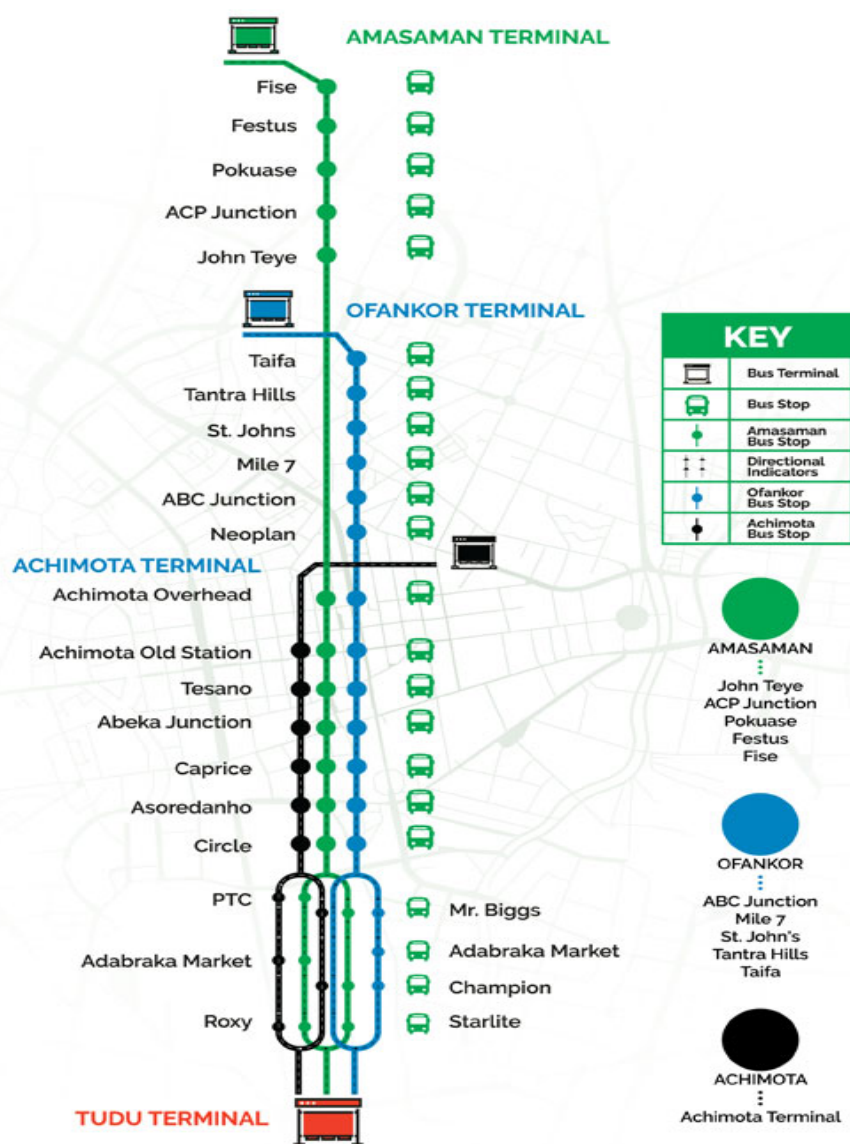 AMASAMAN TERMINAL
Fise
Festus
Pokuase
ACP Junction
John Teye
OFANKOR TERMINAL
Taifa
Tantra Hills
St. Johns
Mile 7
ABC Junction
Neoplan
ACHIMOTA TERMINAL
Achimota Overhead
Achimota Old Station
Tesano
Abeka Junction
Caprice
Asoredanho
Circle
PTC
Adabraka Market
Roxy
Mr. Biggs
Adabraka Market
Champion
Starlite
TUDU TERMINAL
KEY
Bus Terminal
Bus Stop
Amasaman
Bus Stop
Directional
Indicators
Ofankor
Bus Stop
Achimota
Bus Stop
AMASAMAN
John Teye
ACP Junction
Pokuase
Festus
Fise
OFANKOR
ABC Junction
Mile 7
St. John's
Tantra Hills
Taifa
ACHIMOTA
Achimota Terminal